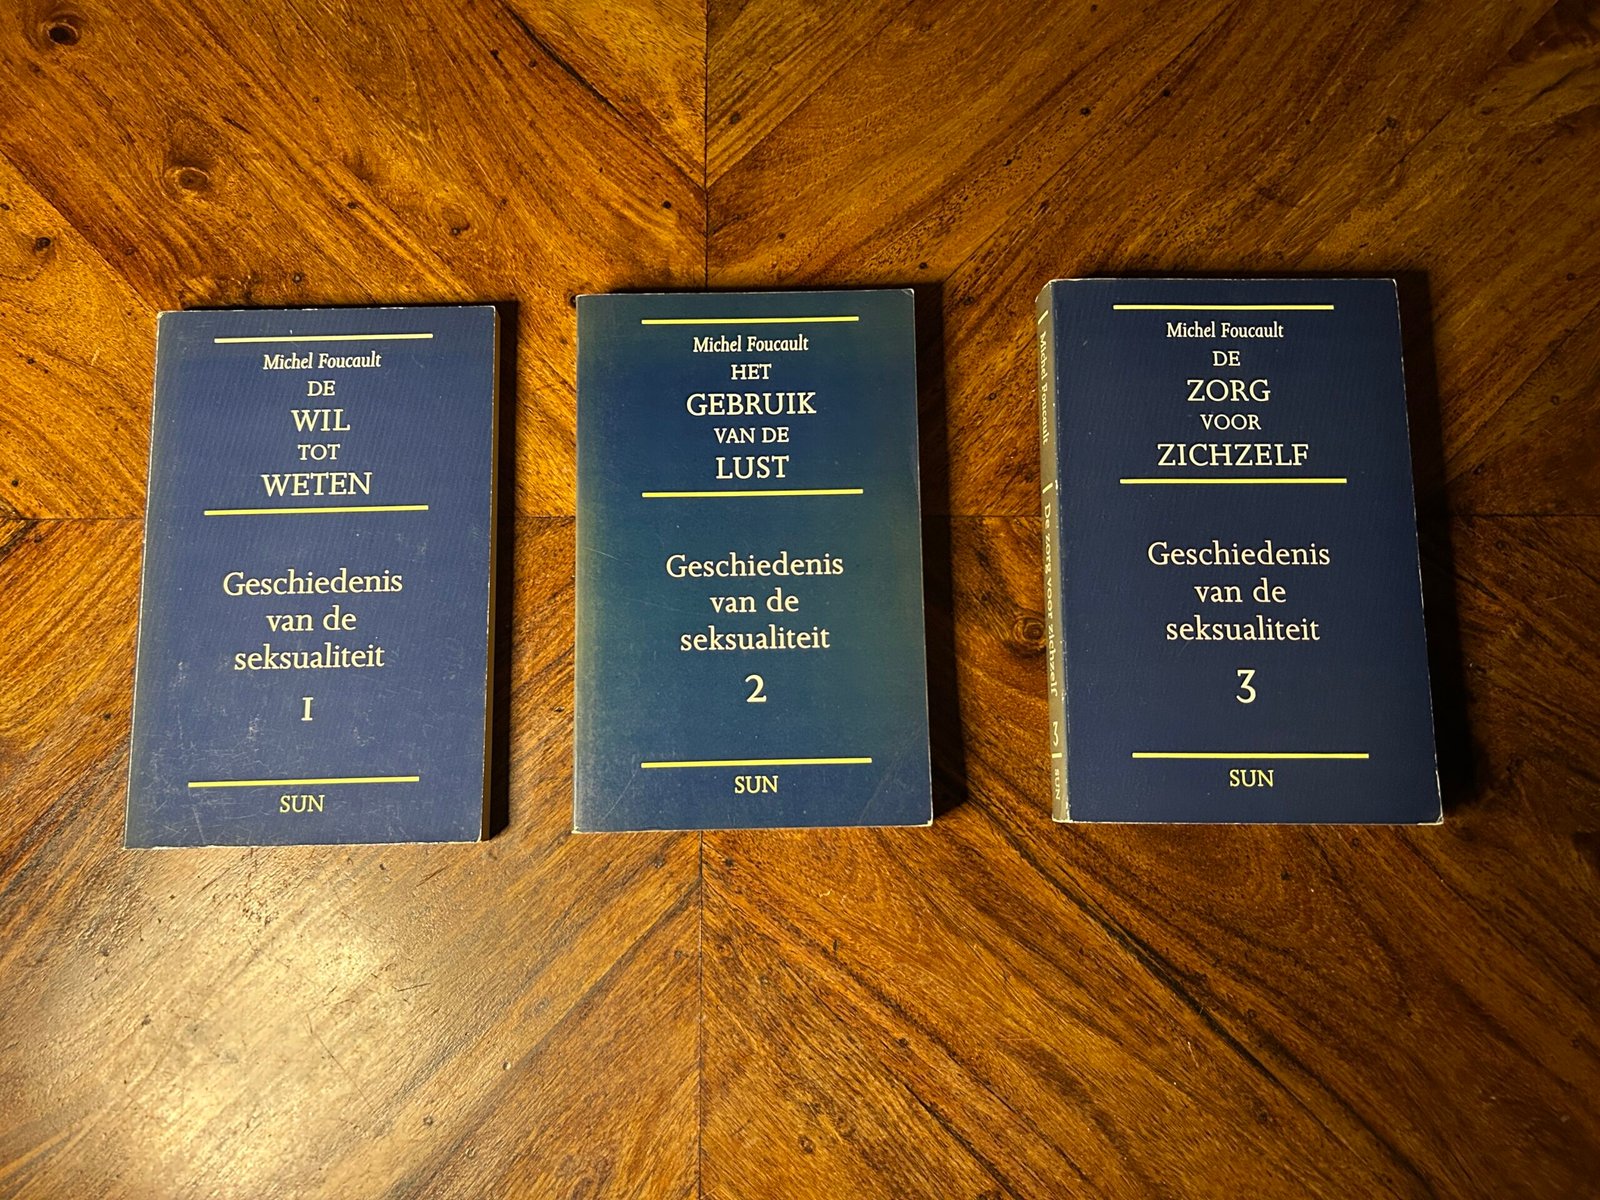 Michel Foucault
DE
WIL
TOT
WETEN
Geschiedenis
van de
seksualiteit
1
SUN
Michel Foucault
HET
GEBRUIK
VAN DE
LUST
Geschiedenis
van de
seksualiteit
2
SUN
Michel Foucault De zorg voor zichzelf 3 SUN
Michel Foucault
DE
ZORG
VOOR
ZICHZELF
Geschiedenis
van de
seksualiteit
3
SUN